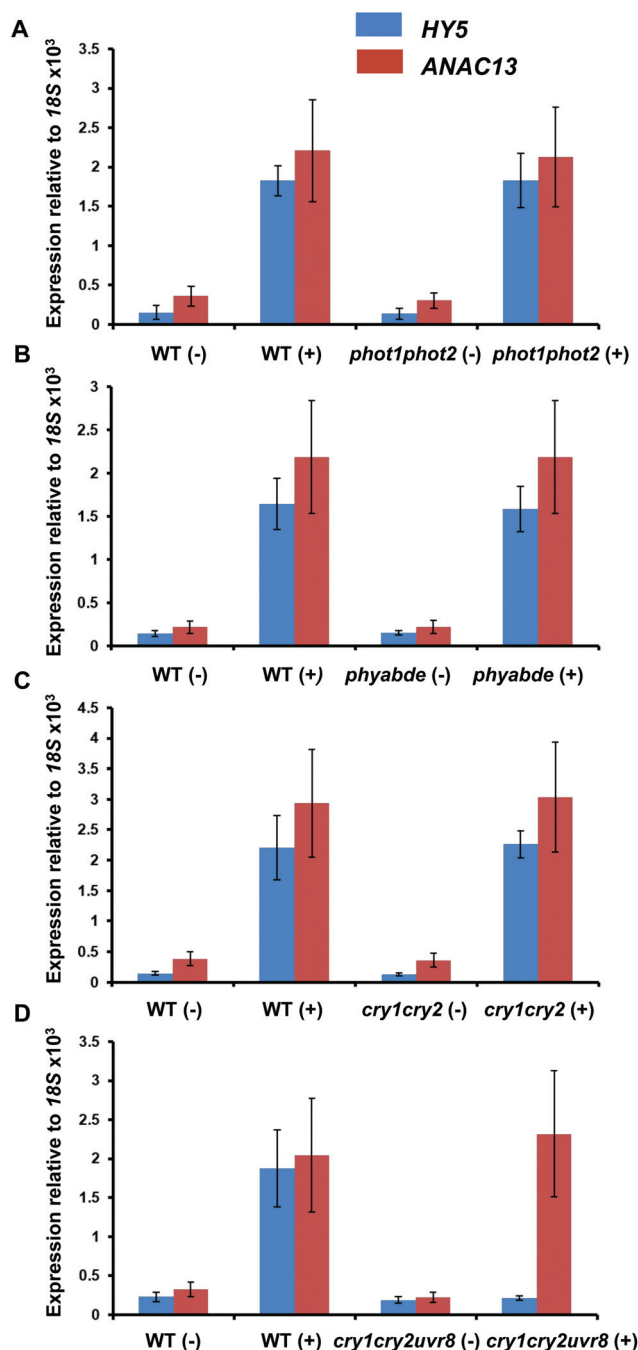 A
HY5
ANAC13
Expression relative to 18S x10³
3.5
3
2.5
2
1.5
1
0.5
0
WT (-) WT (+) phot1phot2 (-) phot1phot2 (+)
B
Expression relative to 18S x10³
3
2.5
2
1.5
1
0.5
0
WT (-) WT (+) phyabde (-) phyabde (+)
C
Expression relative to 18S x10³
4.5
4
3.5
3
2.5
2
1.5
1
0.5
0
WT (-) WT (+) cry1cry2 (-) cry1cry2 (+)
D
Expression relative to 18S x10³
3.5
3
2.5
2
1.5
1
0.5
0
WT (-) WT (+) cry1cry2uvr8 (-) cry1cry2uvr8 (+)